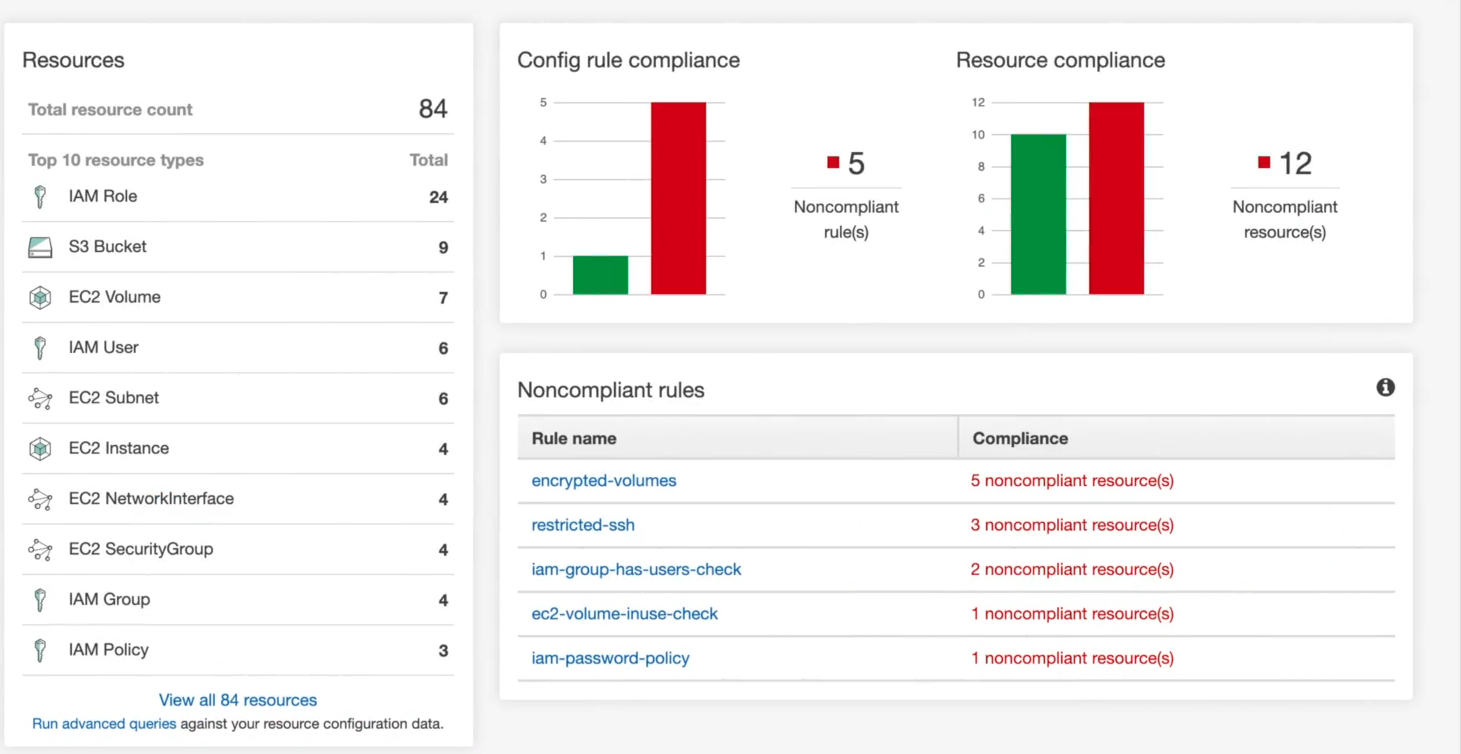 Resources
Total resource count 84
Top 10 resource types Total
IAM Role 24
S3 Bucket 9
EC2 Volume 7
IAM User 6
EC2 Subnet 6
EC2 Instance 4
EC2 NetworkInterface 4
EC2 SecurityGroup 4
IAM Group 4
IAM Policy 3
View all 84 resources
Run advanced queries against your resource configuration data.
Config rule compliance
5
4
3
2
1
0
5
Noncompliant
rule(s)
Resource compliance
12
10
8
6
4
2
0
12
Noncompliant
resource(s)
Noncompliant rules
Rule name Compliance
encrypted-volumes 5 noncompliant resource(s)
restricted-ssh 3 noncompliant resource(s)
iam-group-has-users-check 2 noncompliant resource(s)
ec2-volume-inuse-check 1 noncompliant resource(s)
iam-password-policy 1 noncompliant resource(s)